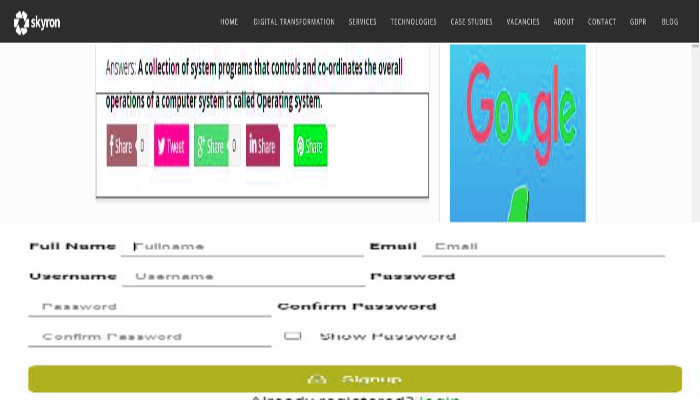 skyron HOME DIGITAL TRANSFORMATION SERVICES TECHNOLOGIES CASE STUDIES VACANCIES ABOUT CONTACT GDPR BLOG
Answers: A collection of system programs that controls and co-ordinates the overall
operations of a computer system is called Operating system.
Share 0 Tweet Share 0 Share Share
Google
Full Name Fullname Email Email
Username Username Password
Password Confirm Password
Confirm Password Show Password
Signup
Already registered? Login